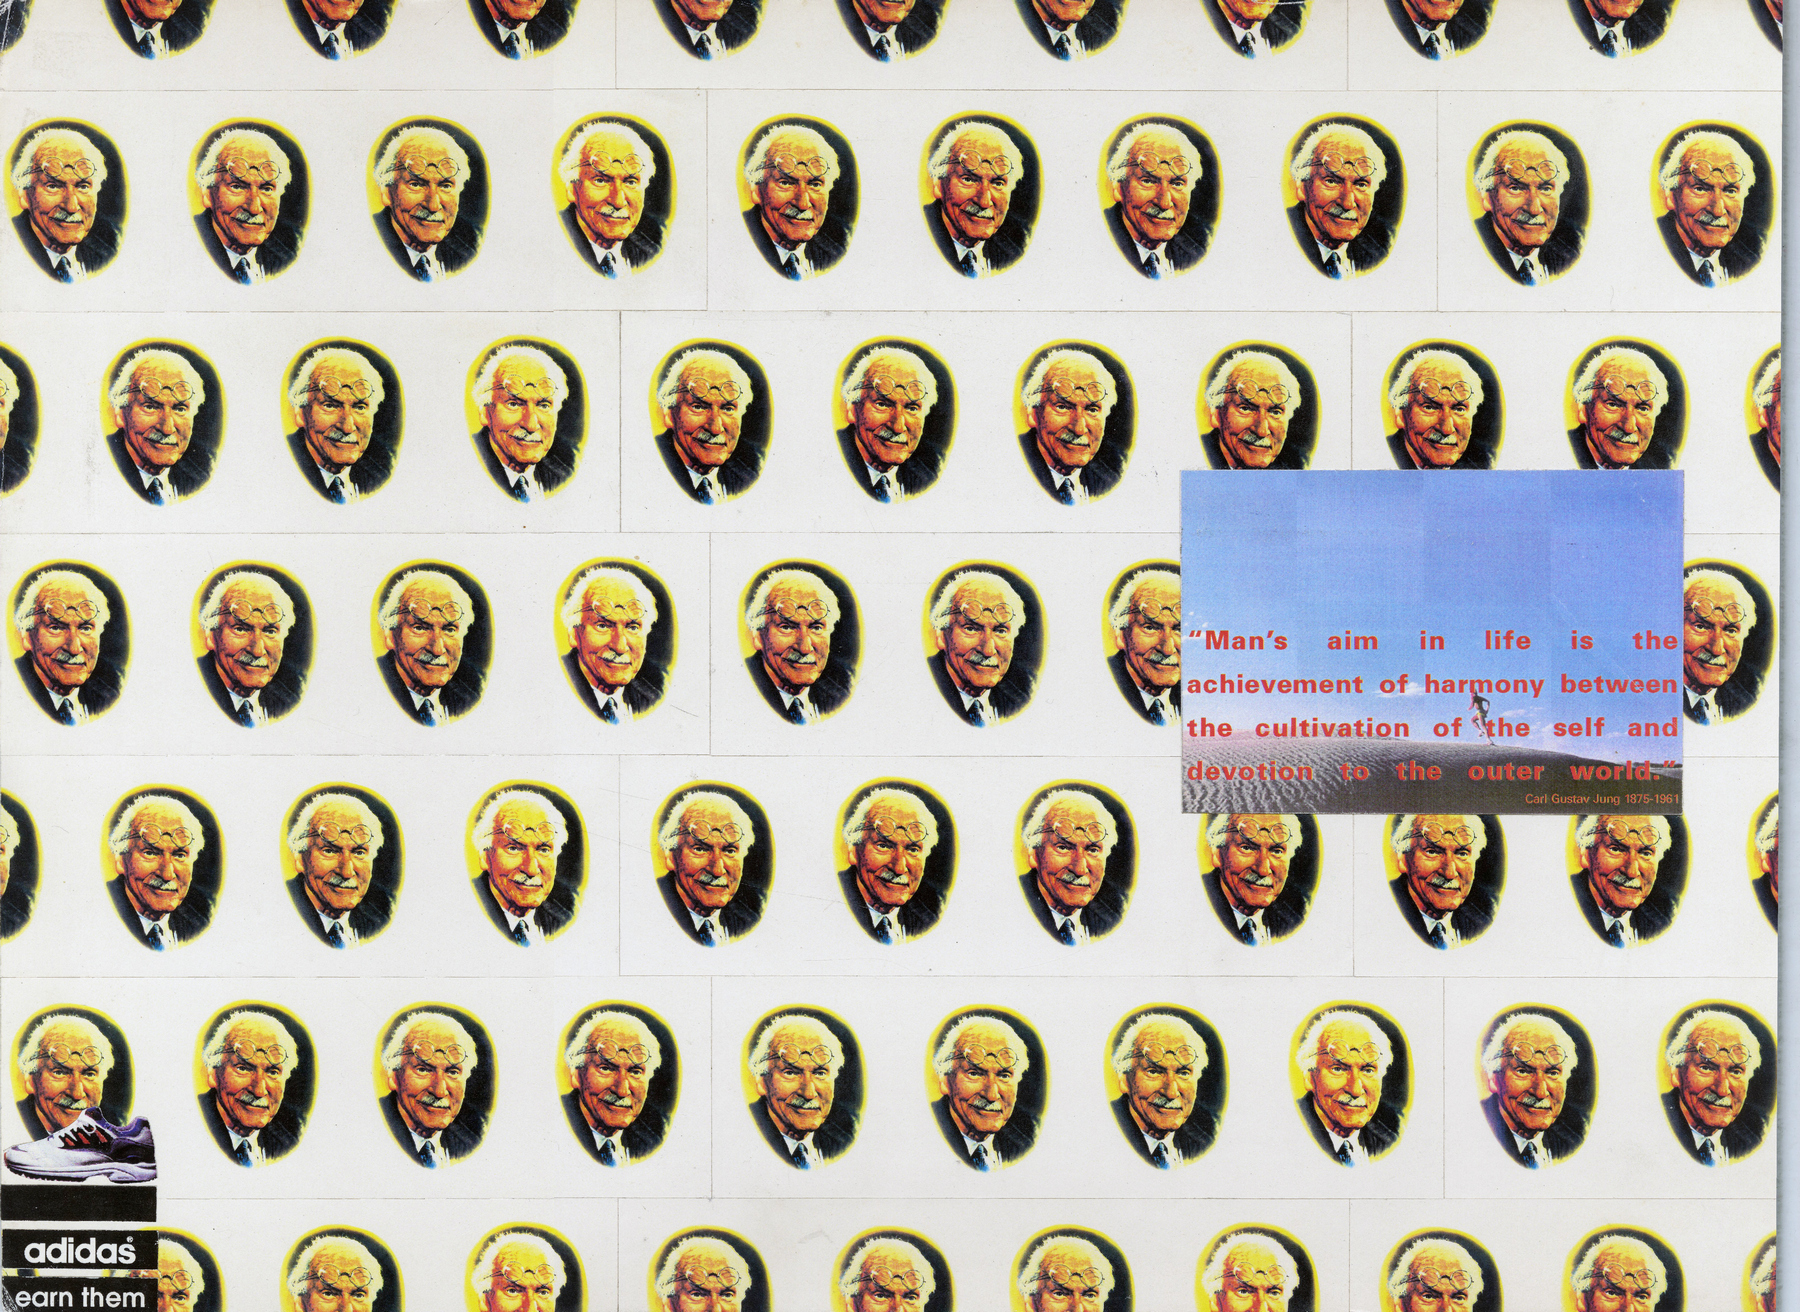 “Man’s aim in life is the
achievement of harmony between
the cultivation of the self and
devotion to the outer world.”
Carl Gustav Jung 1875-1961
adidas®
earn them